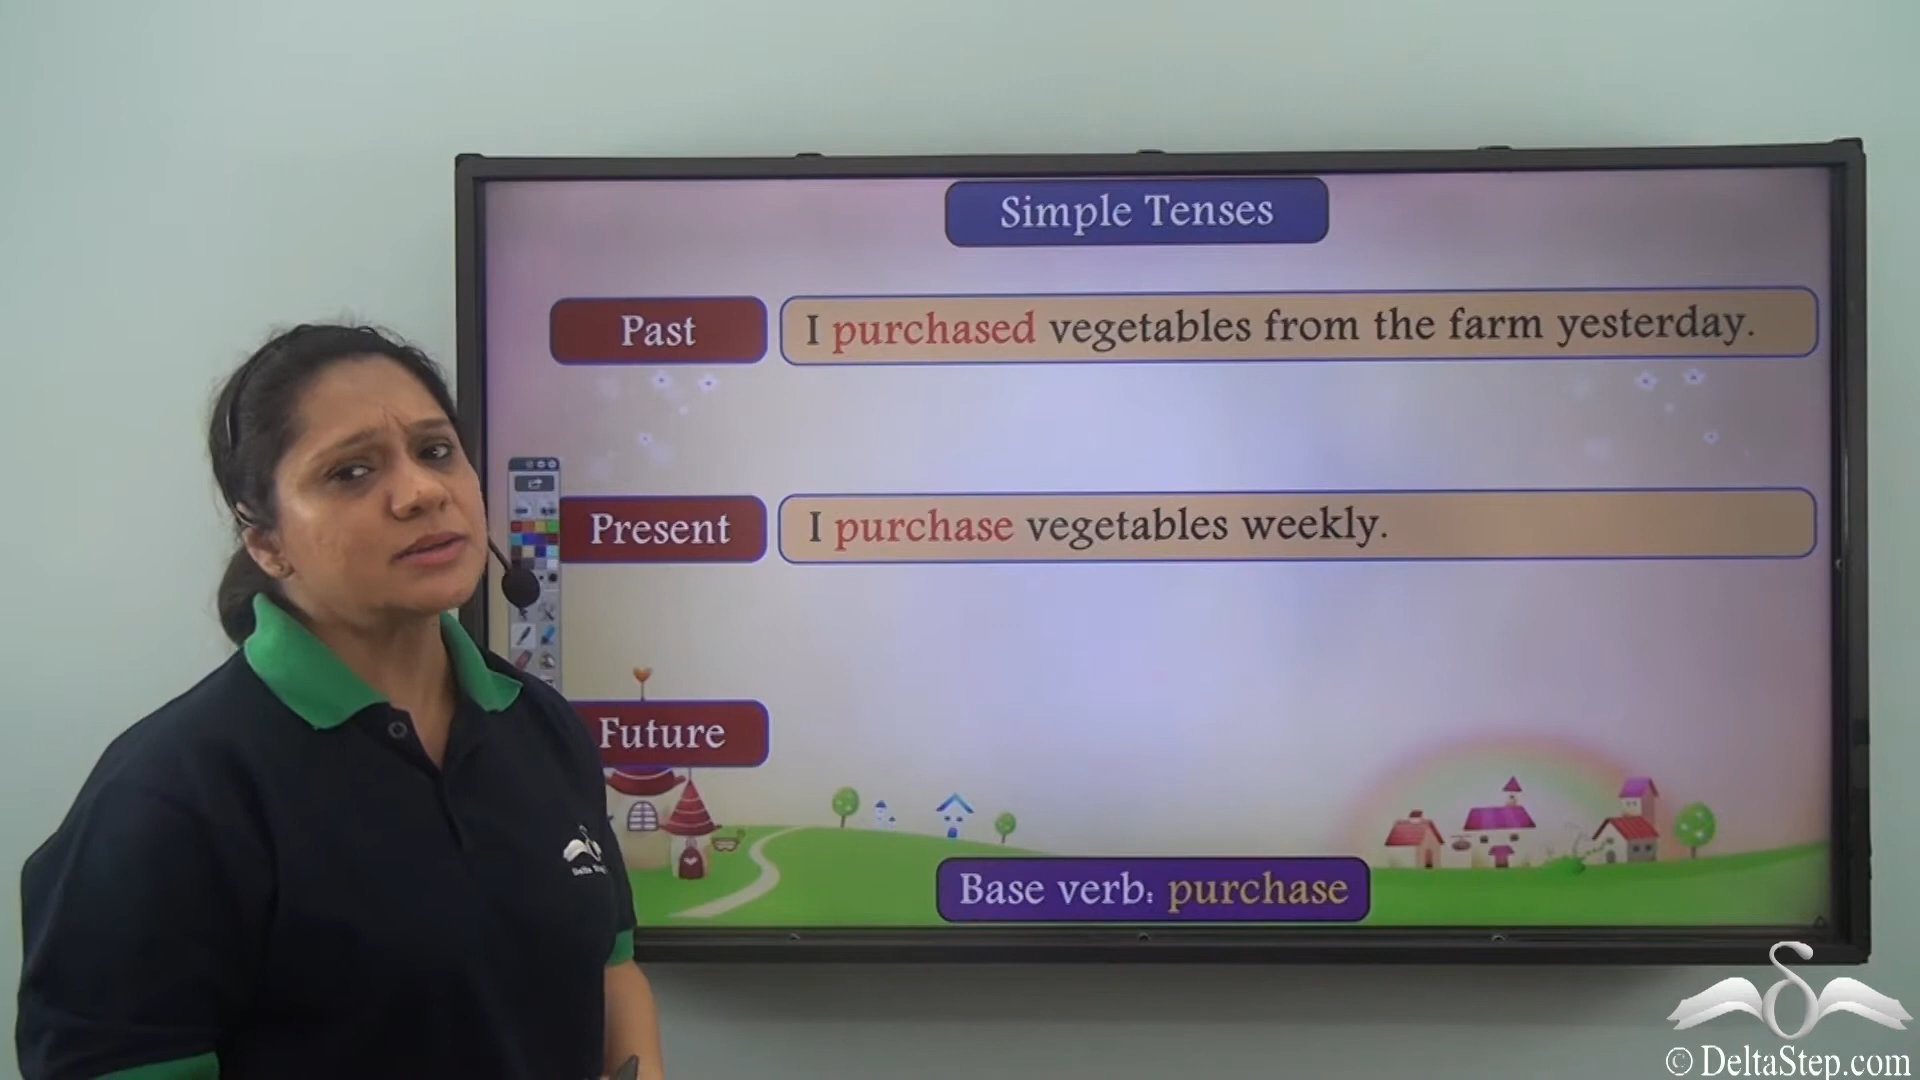 Simple Tenses
Past
I purchased vegetables from the farm yesterday.
Present
I purchase vegetables weekly.
Future
Base verb: purchase
© DeltaStep.com